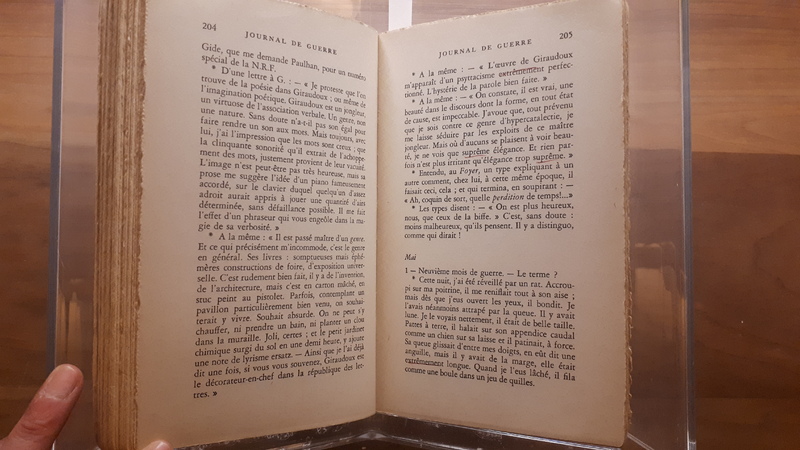 204
JOURNAL DE GUERRE
Gide, que me demande Paulhan, pour un numéro
spécial de la N.R.F.
* D'une lettre à G. : — « Je proteste que l'on
trouve de la poésie dans Giraudoux ; ou même de
l'imagination poétique. Giraudoux est un jongleur,
un virtuose de l'association verbale. Un genre, non
une nature. Sans doute n'a-t-il pas son égal pour
faire rendre un son aux mots. Mais toujours, avec
lui, j'ai l'impression que les mots sont creux ; que
la clinquante sonorité qu'il extrait de l'achoppe-
ment des mots, justement provient de leur vacuité.
L'image n'est peut-être pas très heureuse, mais sa
prose me suggère l'idée d'un piano fameusement
accordé, sur le clavier duquel quelqu'un d'assez
adroit aurait appris à jouer une quantité d'airs
déterminée, sans défaillance possible. Il me fait
l'effet d'un phraseur qui vous engeôle dans la ma-
gie de sa verbosité. »
* A la même : « Il est passé maître d'un genre.
Et ce qui précisément m'incommode, c'est le genre
en général. Ses livres : somptueuses mais éphé-
mères constructions de foire, d'exposition univer-
selle. C'est rudement bien fait, il y a de l'invention,
de l'architecture, mais c'est en carton mâché, en
stuc peint au pistolet. Parfois, contemplant un
pavillon particulièrement bien venu, on souhai-
terait y vivre. Souhait absurde. On ne peut s'y
chauffer, ni prendre un bain, ni planter un clou
dans la muraille. Joli, certes ; et le petit jardinet
chimique surgi du sol en une demi heure, y ajoute
une note de lyrisme ersatz. — Ainsi que je l'ai déjà
dit une fois, si vous vous souvenez, Giraudoux est
le décorateur-en-chef dans la république des let-
tres. »
JOURNAL DE GUERRE
205
* A la même : — « L'œuvre de Giraudoux
m'apparaît d'un psyttacisme extrêmement perfec-
tionné. L'hystérie de la parole bien faite. »
* A la même : — « On constate, il est vrai, une
beauté dans le discours dont la forme, en tout état
de cause, est impeccable. J'avoue que, tout prévenu
que je sois contre ce genre d'hypercatalectie, je
me laisse séduire par les exploits de ce maître
jongleur. Mais où d'aucuns se plaisent à voir beau-
té, je ne vois que suprême élégance. Et rien par-
fois n'est plus irritant qu'élégance trop suprême. »
* Entendu, au Foyer, un type expliquant à un
autre comment, chez lui, à cette même époque, il
faisait ceci, cela ; et qui termina, en soupirant : —
« Ah, coquin de sort, quelle perdition de temps!...»
* Les types disent : — « On est plus heureux,
nous, que ceux de la biffe. » C'est, sans doute :
moins malheureux, qu'ils pensent. Il y a distinguo,
comme qui dirait !
Mai
1 – Neuvième mois de guerre. — Le terme ?
* Cette nuit, j'ai été réveillé par un rat. Accrou-
pi sur ma poitrine, il me reniflait tout à son aise ;
mais dès que j'eus ouvert les yeux, il bondit. Je
l'avais néanmoins attrapé par la queue. Il y avait
lune. Je le voyais nettement, il était de belle taille.
Pattes à terre, il halait sur son appendice caudal
comme un chien sur sa laisse et il patinait, à force.
Sa queue glissait d'entre mes doigts, en eût dit une
anguille, mais il y avait de la marge, elle était
extrêmement longue. Quand je l'eus lâché, il fila
comme une boule dans un jeu de quilles.